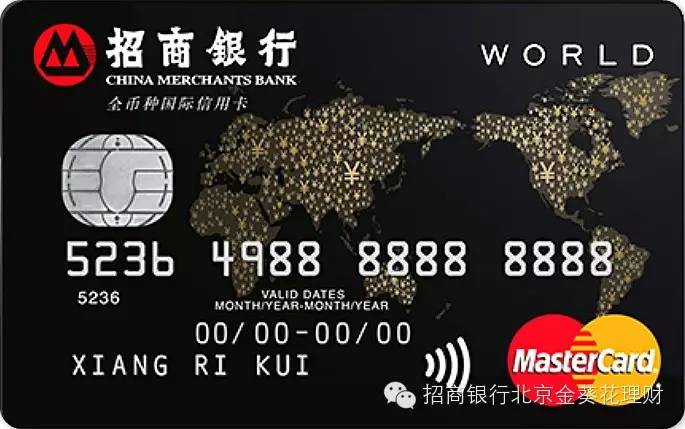 招商銀行
CHINA MERCHANTS BANK
全币种国际信用卡
WORLD
5236 4988 8888 8888
5236
VALID DATES
MONTH/YEAR-MONTH/YEAR
00/00-00/00
XIANG RI KUI
MasterCard
招商银行北京金葵花理财